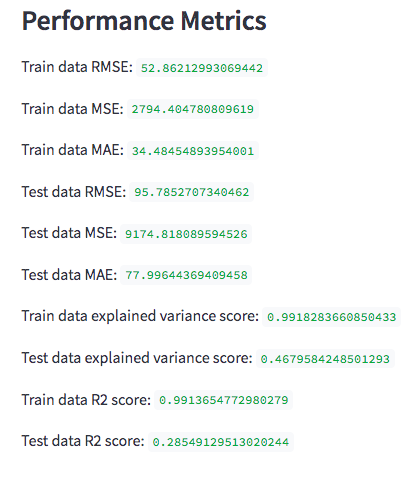 Performance Metrics
Train data RMSE: 52.86212993069442
Train data MSE: 2794.404780809619
Train data MAE: 34.48454893954001
Test data RMSE: 95.7852707340462
Test data MSE: 9174.818089594526
Test data MAE: 77.99644369409458
Train data explained variance score: 0.9918283660850433
Test data explained variance score: 0.4679584248501293
Train data R2 score: 0.9913654772980279
Test data R2 score: 0.28549129513020244